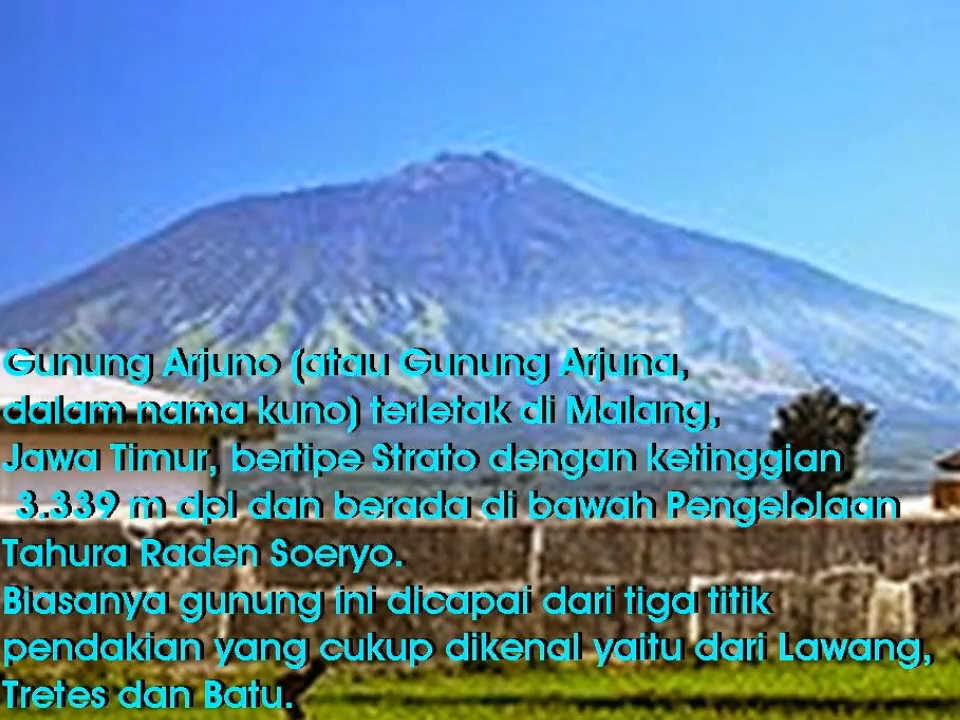 Gunung Arjuno (atau Gunung Arjuna,
dalam nama kuno) terletak di Malang,
Jawa Timur, bertipe Strato dengan ketinggian
3.339 m dpl dan berada di bawah Pengelolaan
Tahura Raden Soeryo.
Biasanya gunung ini dicapai dari tiga titik
pendakian yang cukup dikenal yaitu dari Lawang,
Tretes dan Batu.